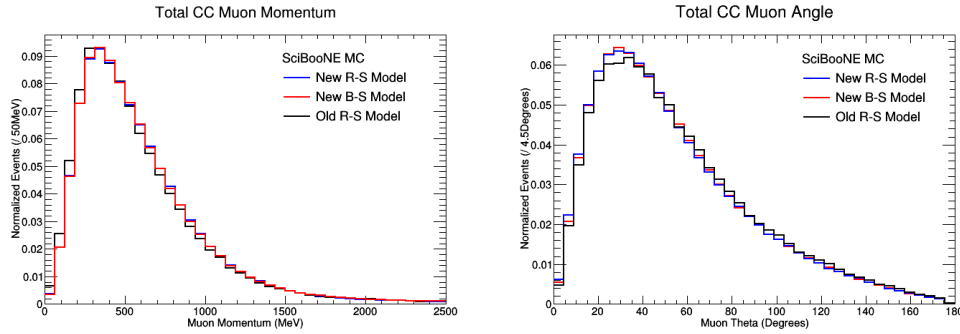 Total CC Muon Momentum
Normalized Events (/ 50MeV)
0.09
0.08
0.07
0.06
0.05
0.04
0.03
0.02
0.01
0
SciBooNE MC
New R-S Model
New B-S Model
Old R-S Model
0 500 1000 1500 2000 2500
Muon Momentum (MeV)
Total CC Muon Angle
Normalized Events (/ 4.5Degrees)
0.06
0.05
0.04
0.03
0.02
0.01
0
SciBooNE MC
New R-S Model
New B-S Model
Old R-S Model
0 20 40 60 80 100 120 140 160 180
Muon Theta (Degrees)